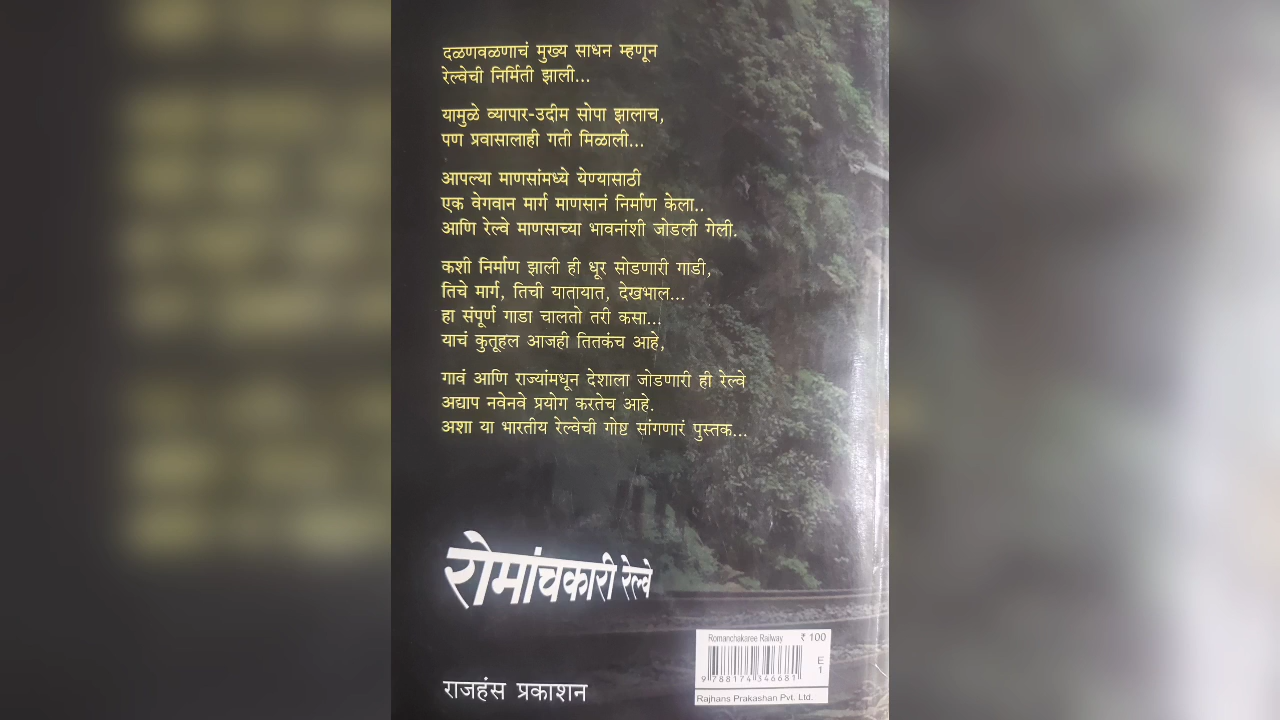 दळणवळणाचं मुख्य साधन म्हणून
रेल्वेची निर्मिती झाली...
यामुळे व्यापार-उदीम सोपा झालाच,
पण प्रवासालाही गती मिळाली...
आपल्या माणसांमध्ये येण्यासाठी
एक वेगवान मार्ग माणसानं निर्माण केला..
आणि रेल्वे माणसाच्या भावनांशी जोडली गेली.
कशी निर्माण झाली ही धूर सोडणारी गाडी,
तिचे मार्ग, तिची यातायात, देखभाल...
हा संपूर्ण गाडा चालतो तरी कसा...
याचं कुतूहल आजही तितकंच आहे,
गावं आणि राज्यांमधून देशाला जोडणारी ही रेल्वे
अद्याप नवेनवे प्रयोग करतेच आहे.
अशा या भारतीय रेल्वेची गोष्ट सांगणारं पुस्तक...
रोमांचकारी रेल्वे
Romanchakaree Railway ₹ 100
E
1
9788174346681
Rajhans Prakashan Pvt. Ltd.
राजहंस प्रकाशन